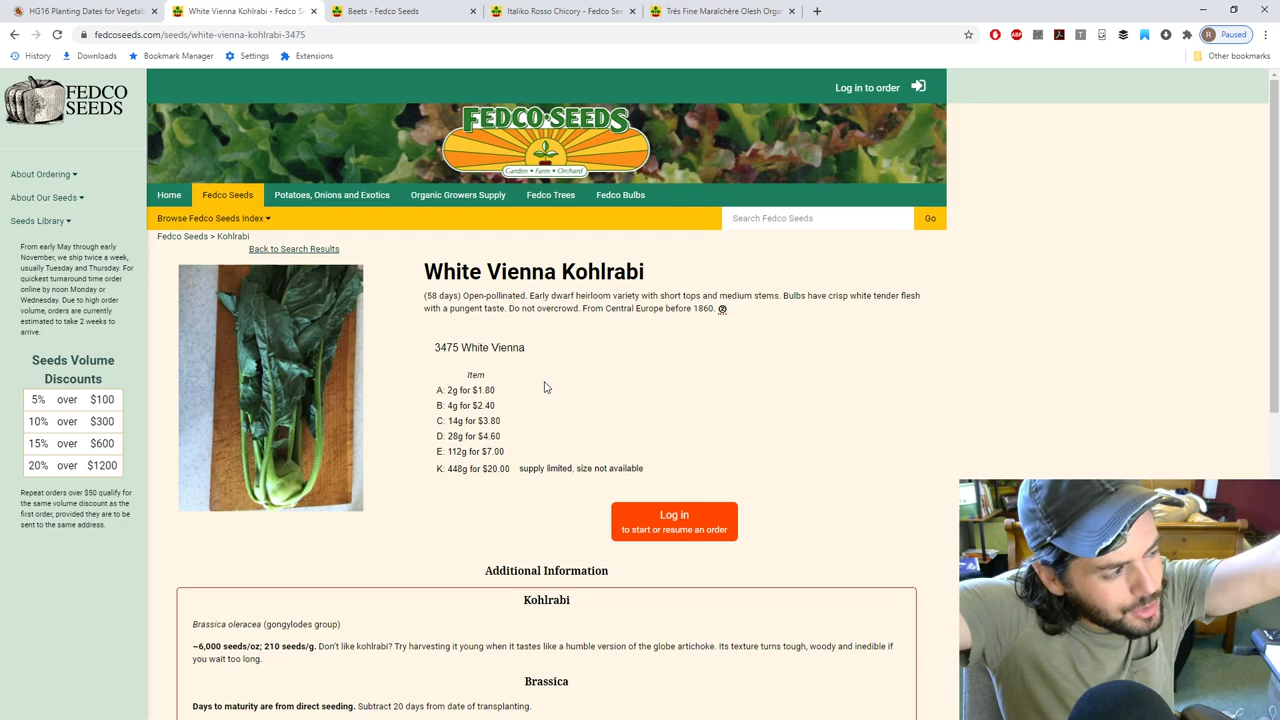 HG16 Planting Dates for Vegetab
White Vienna Kohlrabi - Fedco S
Beets - Fedco Seeds
Italiko Rosso Chicory - Fedco See
Très Fine Maraichère Olesh Orga
fedcoseeds.com/seeds/white-vienna-kohlrabi-3475
Paused
History Downloads Bookmark Manager Settings Extensions Other bookmarks
FEDCO
SEEDS
Log in to order
FEDCO·SEEDS
Garden • Farm • Orchard
Home Fedco Seeds Potatoes, Onions and Exotics Organic Growers Supply Fedco Trees Fedco Bulbs
Browse Fedco Seeds Index Search Fedco Seeds Go
About Ordering
About Our Seeds
Seeds Library
From early May through early
November, we ship twice a week,
usually Tuesday and Thursday. For
quickest turnaround time order
online by noon Monday or
Wednesday. Due to high order
volume, orders are currently
estimated to take 2 weeks to
arrive.
Seeds Volume
Discounts
5% over $100
10% over $300
15% over $600
20% over $1200
Repeat orders over $50 qualify for
the same volume discount as the
first order, provided they are to be
sent to the same address.
Fedco Seeds > Kohlrabi
Back to Search Results
White Vienna Kohlrabi
(58 days) Open-pollinated. Early dwarf heirloom variety with short tops and medium stems. Bulbs have crisp white tender flesh
with a pungent taste. Do not overcrowd. From Central Europe before 1860.
3475 White Vienna
Item
A: 2g for $1.80
B: 4g for $2.40
C: 14g for $3.80
D: 28g for $4.60
E: 112g for $7.00
K: 448g for $20.00 supply limited, size not available
Log in
to start or resume an order
Additional Information
Kohlrabi
Brassica oleracea (gongylodes group)
~6,000 seeds/oz; 210 seeds/g. Don't like kohlrabi? Try harvesting it young when it tastes like a humble version of the globe artichoke. Its texture turns tough, woody and inedible if
you wait too long.
Brassica
Days to maturity are from direct seeding. Subtract 20 days from date of transplanting.